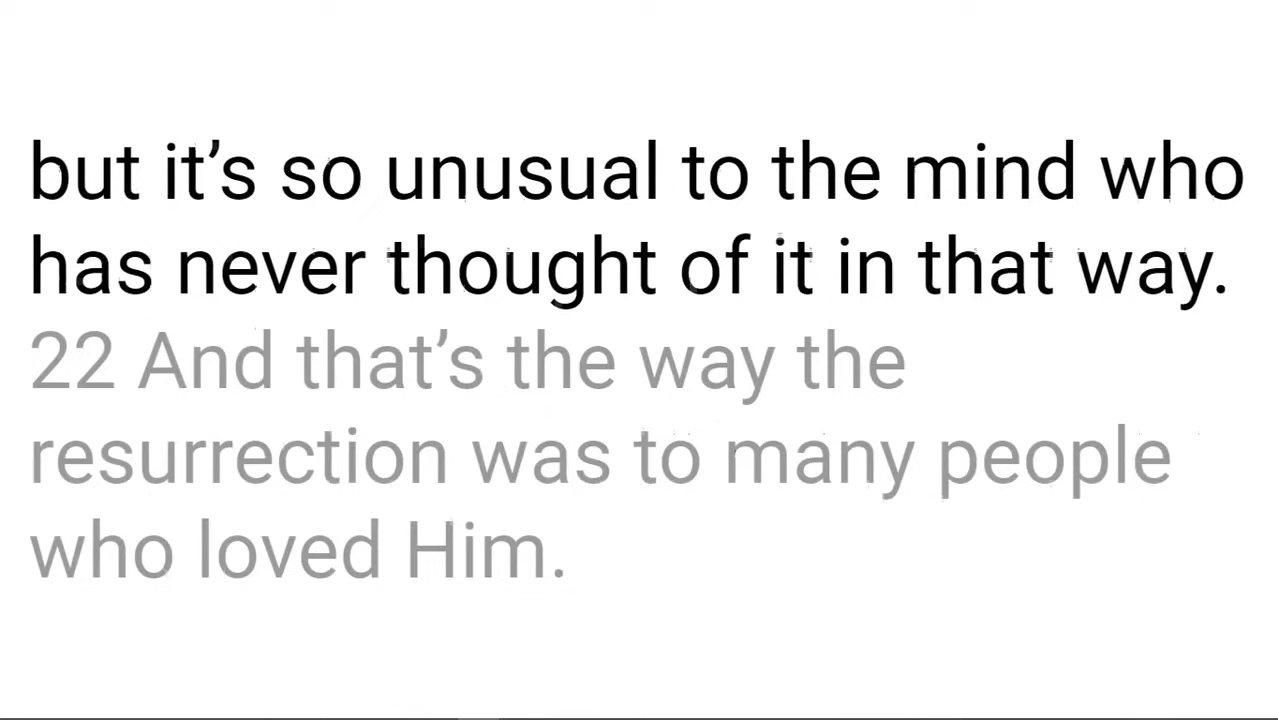 but it’s so unusual to the mind who
has never thought of it in that way.
22 And that’s the way the
resurrection was to many people
who loved Him.